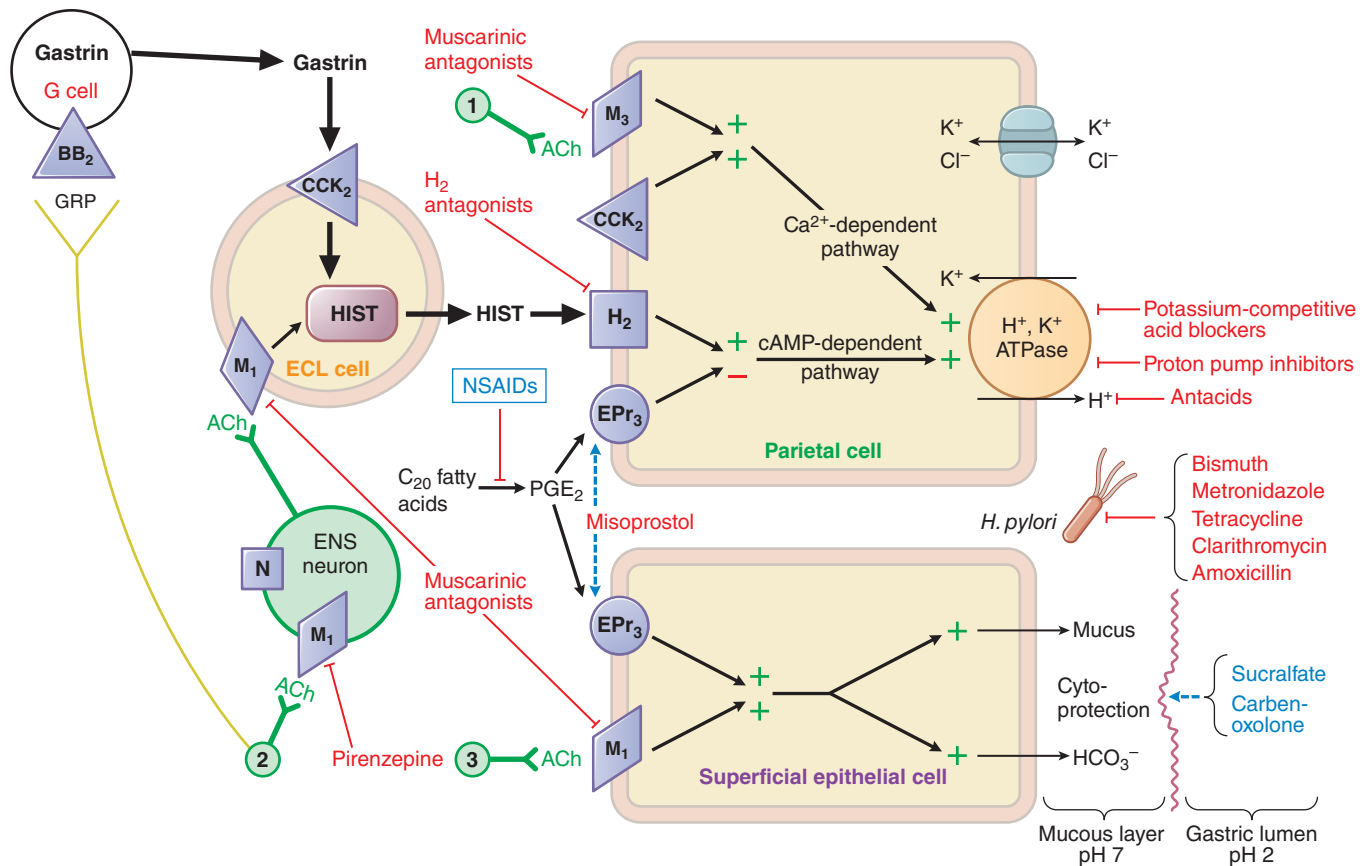 Gastrin
G cell
BB₂
GRP
Gastrin
CCK₂
HIST
ECL cell
M₁
ACh
HIST
ENS
neuron
N
M₁
ACh
2
Pirenzepine
Muscarinic
antagonists
1
ACh
M₃
H₂
antagonists
CCK₂
H₂
NSAIDs
C₂₀ fatty
acids
PGE₂
EPr₃
Misoprostol
Muscarinic
antagonists
EPr₃
3
ACh
M₁
+
+
Ca²⁺-dependent
pathway
+
−
cAMP-dependent
pathway
+
+
Parietal cell
K⁺
Cl⁻
K⁺
Cl⁻
K⁺
H⁺, K⁺
ATPase
H⁺
Potassium-competitive
acid blockers
Proton pump inhibitors
Antacids
H. pylori
Bismuth
Metronidazole
Tetracycline
Clarithromycin
Amoxicillin
+
+
+
+
Superficial epithelial cell
Mucus
Cyto-
protection
HCO₃⁻
Sucralfate
Carben-
oxolone
Mucous layer
pH 7
Gastric lumen
pH 2